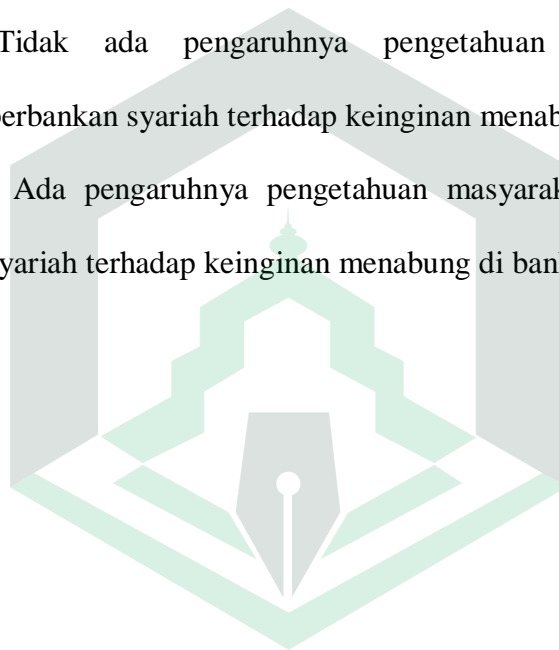 Tidak ada pengaruhnya pengetahuan
perbankan syariah terhadap keinginan menab
Ada pengaruhnya pengetahuan masyarak
yariah terhadap keinginan menabung di ban